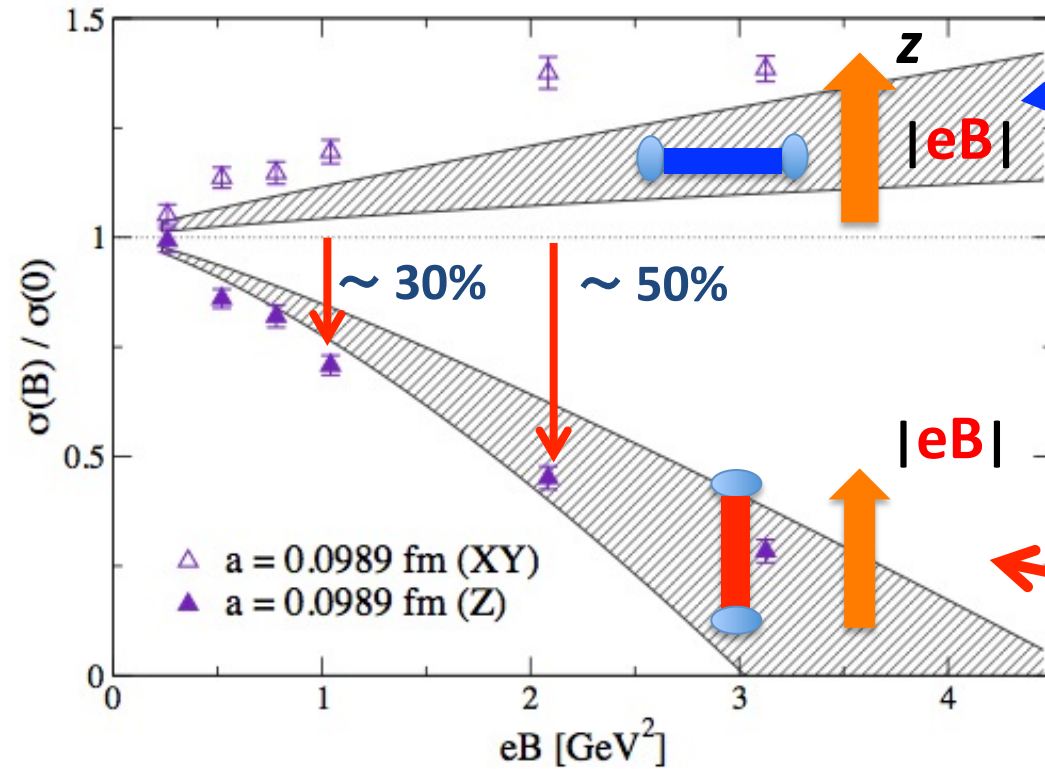 1.5
z
|eB|
1
~ 30%
~ 50%
σ(B) / σ(0)
|eB|
0.5
a = 0.0989 fm (XY)
a = 0.0989 fm (Z)
0
0 1 2 3 4
eB [GeV²]